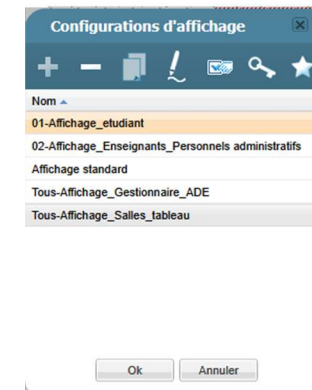 Configurations d'affichage
Nom
01-Affichage_etudiant
02-Affichage_Enseignants_Personnels administratifs
Affichage standard
Tous-Affichage_Gestionnaire_ADE
Tous-Affichage_Salles_tableau
Ok
Annuler